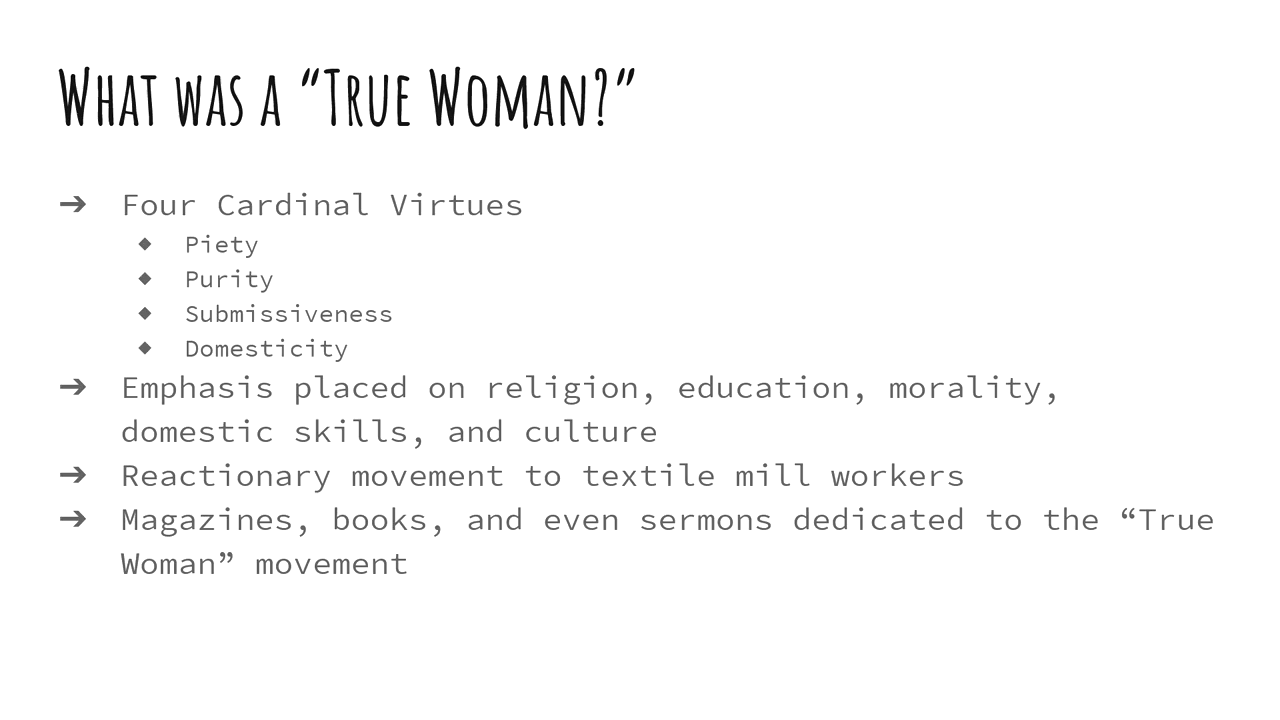 What was a “True Woman?”
➔ Four Cardinal Virtues
◆ Piety
◆ Purity
◆ Submissiveness
◆ Domesticity
➔ Emphasis placed on religion, education, morality,
domestic skills, and culture
➔ Reactionary movement to textile mill workers
➔ Magazines, books, and even sermons dedicated to the “True
Woman” movement